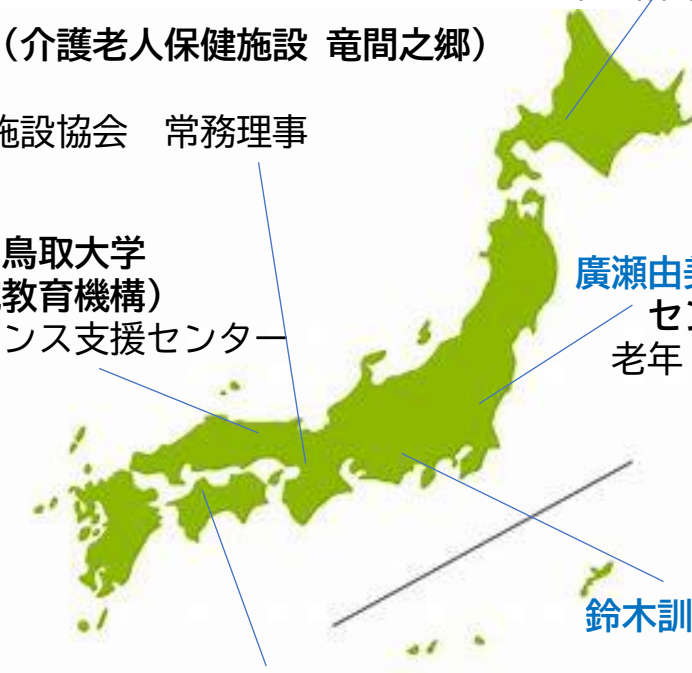 （介護老人保健施設 竜間之郷）
施設協会　常務理事
鳥取大学
教育機構）
ンス支援センター
廣瀬由美
セン
老年
鈴木訓